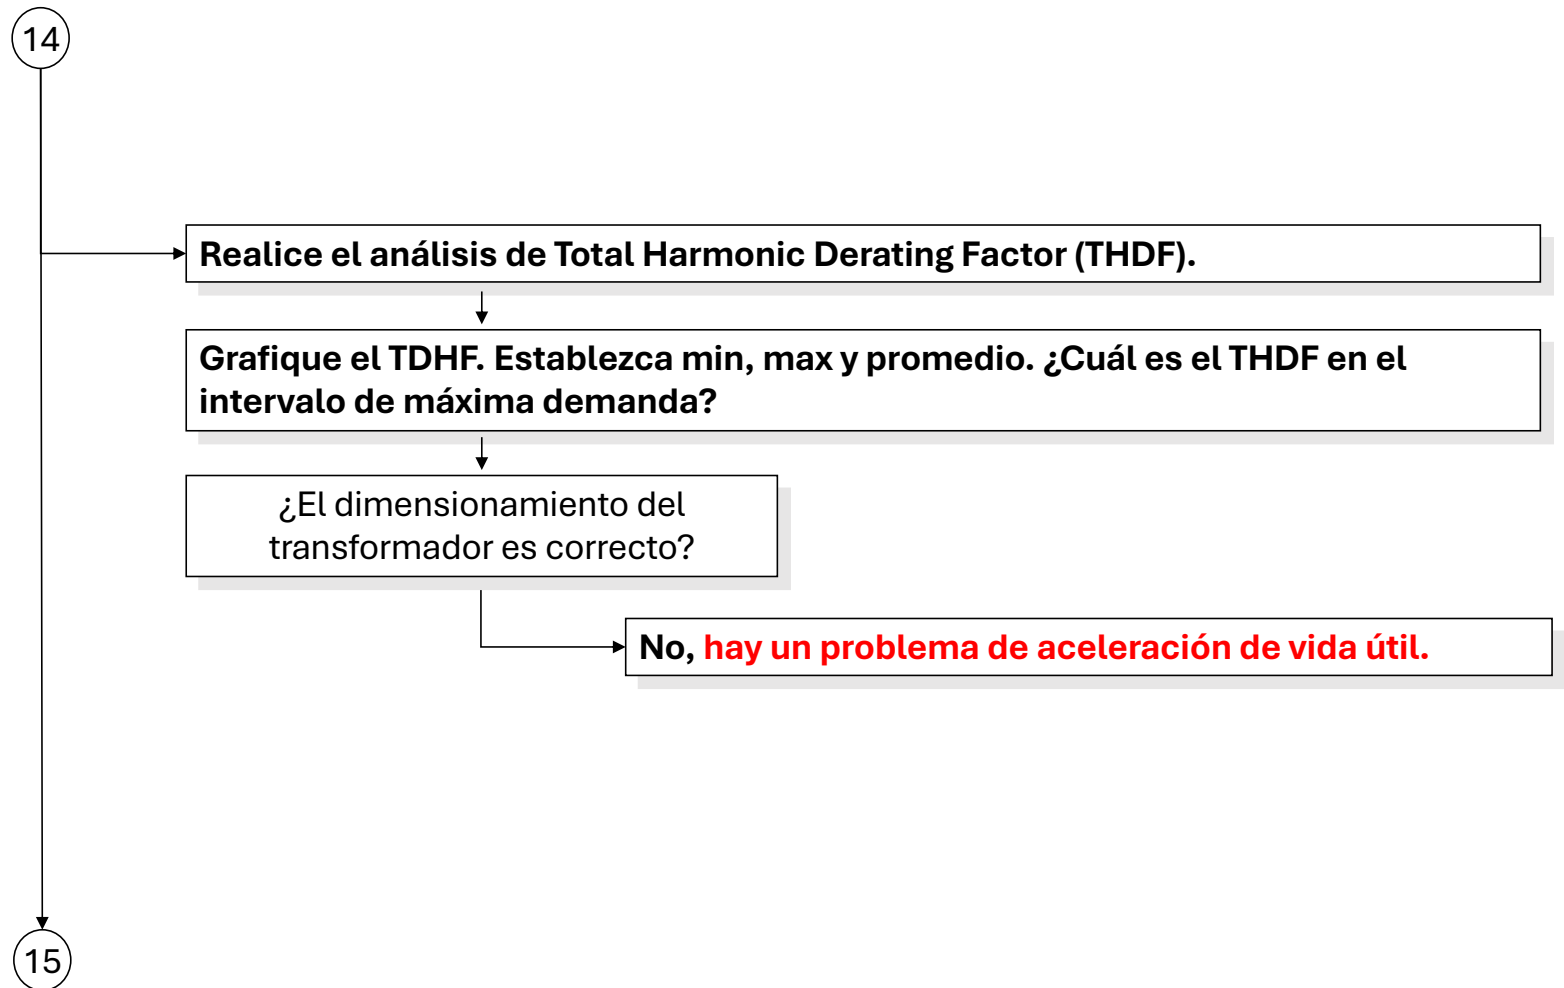 14
Realice el análisis de Total Harmonic Derating Factor (THDF).
Grafique el TDHF. Establezca min, max y promedio. ¿Cuál es el THDF en el
intervalo de máxima demanda?
¿El dimensionamiento del
transformador es correcto?
No, hay un problema de aceleración de vida útil.
15